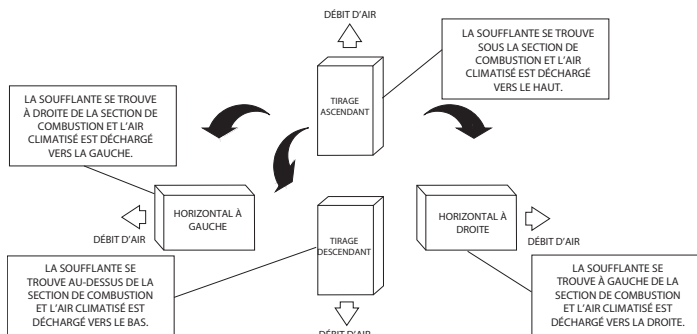 DÉBIT D'AIR
LA SOUFFLANTE SE TROUVE
SOUS LA SECTION DE
COMBUSTION ET L'AIR
CLIMATISÉ EST DÉCHARGÉ
VERS LE HAUT.
TIRAGE
ASCENDANT
LA SOUFFLANTE SE TROUVE
À DROITE DE LA SECTION DE
COMBUSTION ET L'AIR
CLIMATISÉ EST DÉCHARGÉ
VERS LA GAUCHE.
HORIZONTAL À
GAUCHE
DÉBIT D'AIR
TIRAGE
DESCENDANT
HORIZONTAL À
DROITE
DÉBIT D'AIR
LA SOUFFLANTE SE
TROUVE AU-DESSUS DE LA
SECTION DE COMBUSTION
ET L'AIR CLIMATISÉ EST
DÉCHARGÉ VERS LE BAS.
LA SOUFFLANTE SE
TROUVE À GAUCHE DE LA
SECTION DE COMBUSTION
ET L'AIR CLIMATISÉ EST
DÉCHARGÉ VERS LA DROITE.
DÉBIT D'AIR